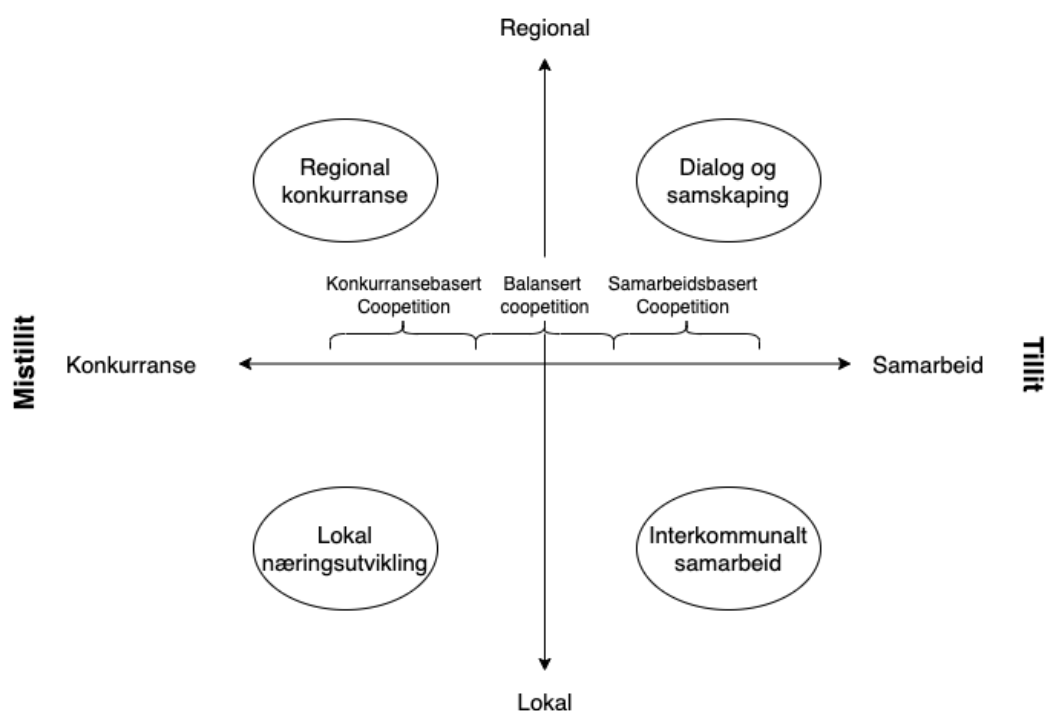 Regional
Regional
konkurranse
Dialog og
samskaping
Konkurransebasert
Coopetition
Balansert
coopetition
Samarbeidsbasert
Coopetition
Mistillit
Konkurranse
Samarbeid
Tillit
Lokal
næringsutvikling
Interkommunalt
samarbeid
Lokal